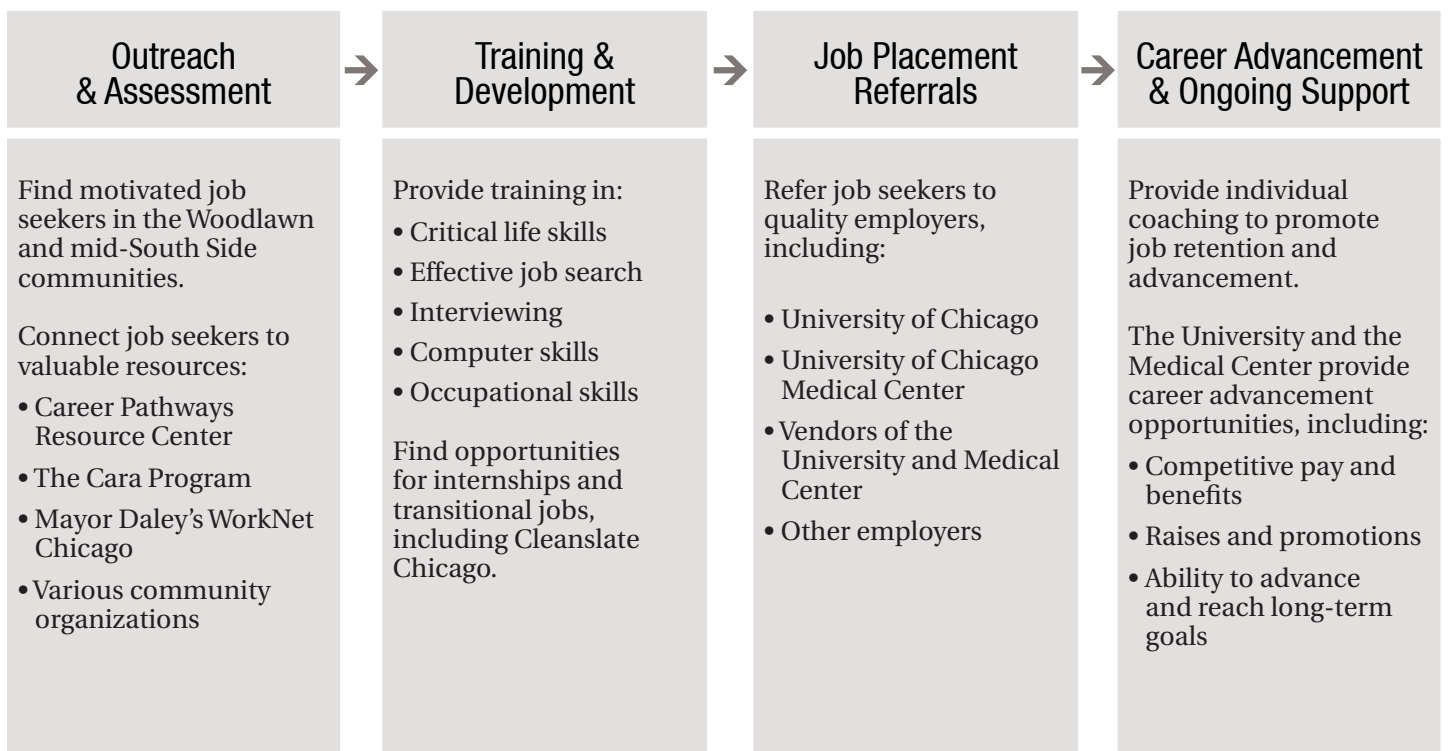 Outreach
& Assessment
Find motivated job
seekers in the Woodlawn
and mid-South Side
communities.
Connect job seekers to
valuable resources:
• Career Pathways
Resource Center
• The Cara Program
• Mayor Daley’s WorkNet
Chicago
• Various community
organizations
Training &
Development
Provide training in:
• Critical life skills
• Effective job search
• Interviewing
• Computer skills
• Occupational skills
Find opportunities
for internships and
transitional jobs,
including Cleanslate
Chicago.
Job Placement
Referrals
Refer job seekers to
quality employers,
including:
• University of Chicago
• University of Chicago
Medical Center
• Vendors of the
University and Medical
Center
• Other employers
Career Advancement
& Ongoing Support
Provide individual
coaching to promote
job retention and
advancement.
The University and the
Medical Center provide
career advancement
opportunities, including:
• Competitive pay and
benefits
• Raises and promotions
• Ability to advance
and reach long-term
goals